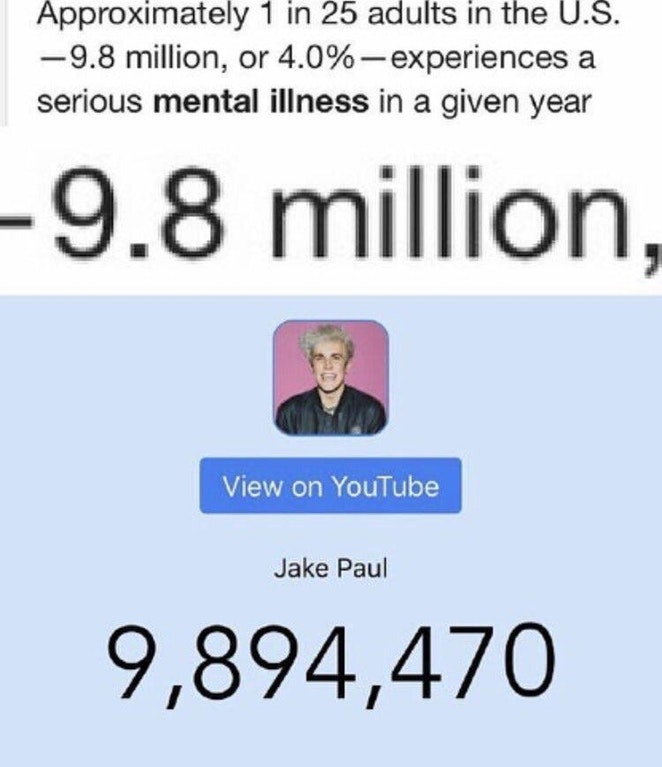 Approximately 1 in 25 adults in the U.S.
—9.8 million, or 4.0%—experiences a
serious mental illness in a given year
-9.8 million,
View on YouTube
Jake Paul
9,894,470